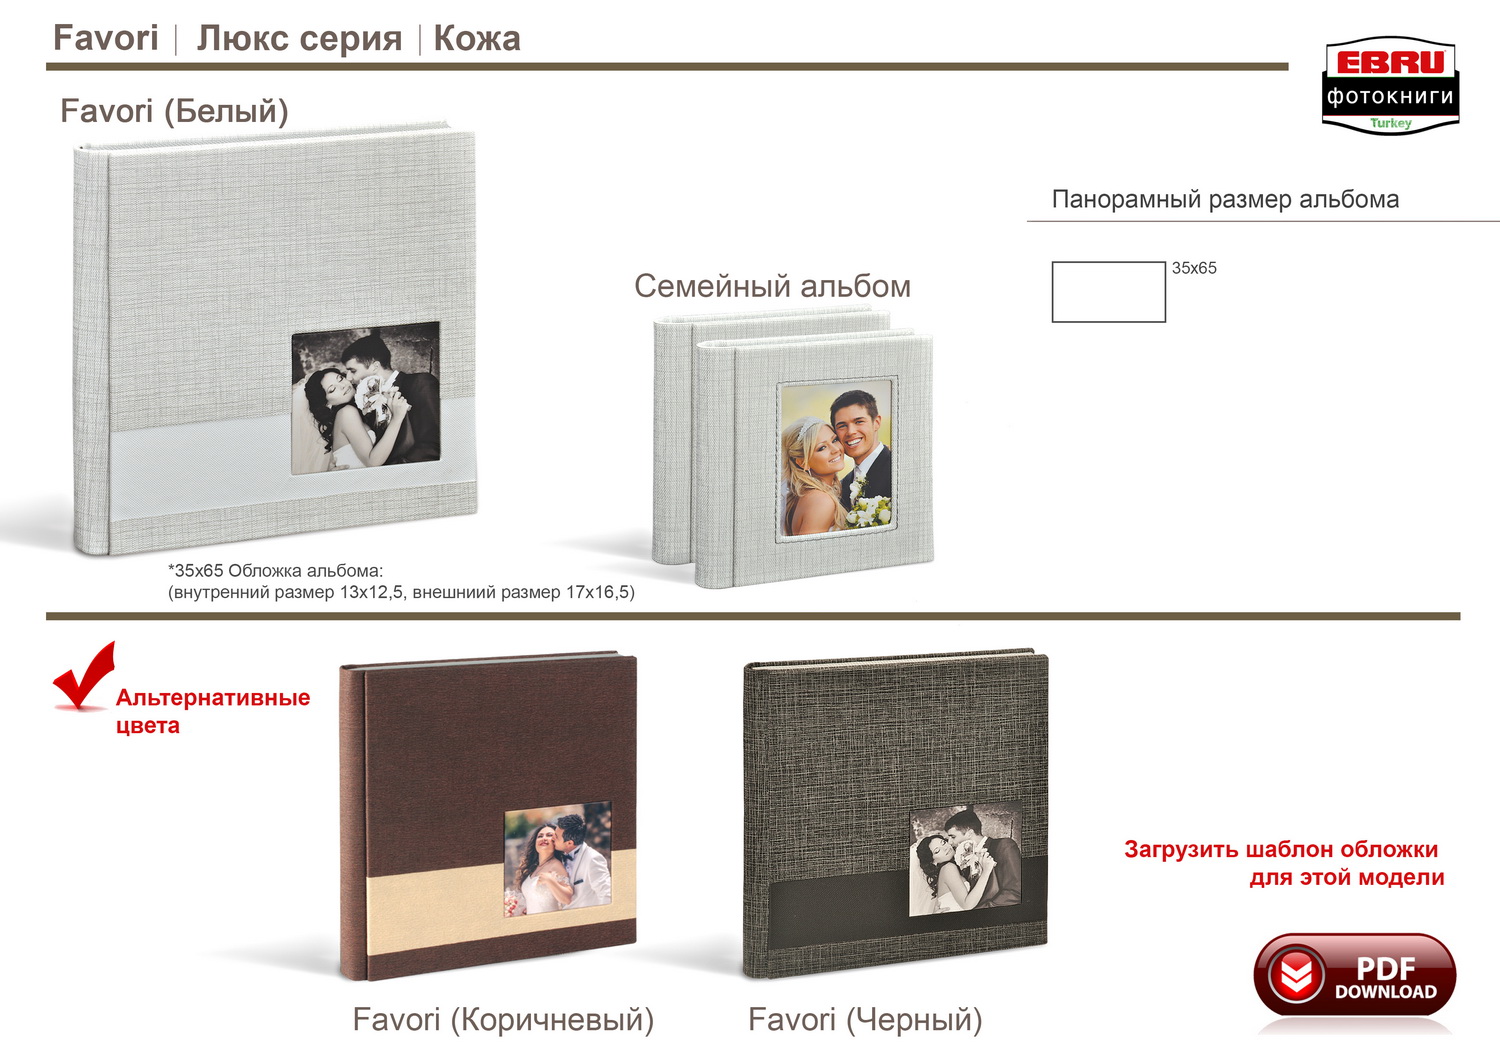 Favori | Люкс серия | Кожа
EBRU
фотокниги
Turkey
Favori (Белый)
Панорамный размер альбома
35x65
Семейный альбом
*35x65 Обложка альбома:
(внутренний размер 13x12,5, внешниий размер 17x16,5)
Альтернативные
цвета
Загрузить шаблон обложки
для этой модели
PDF
DOWNLOAD
Favori (Коричневый)
Favori (Черный)